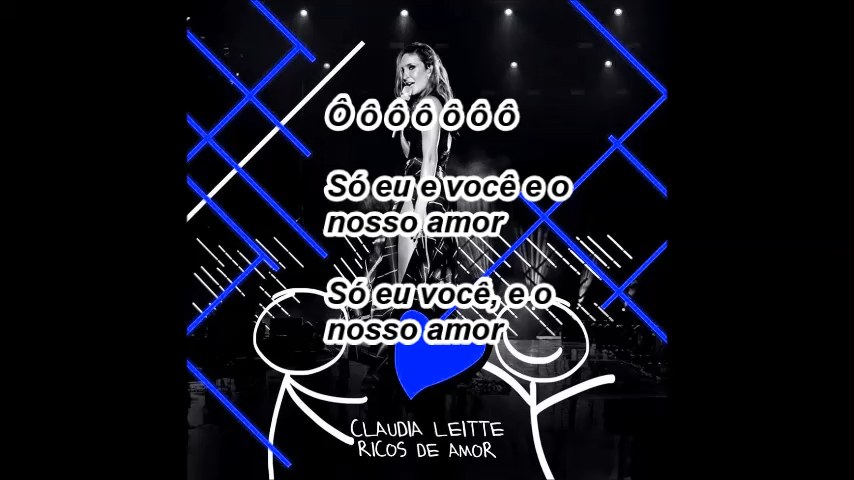 Ô ô ô ô ô ô ô
Só eu e você e o
nosso amor
Só eu você, e o
nosso amor
CLAUDIA LEITTE
RICOS DE AMOR